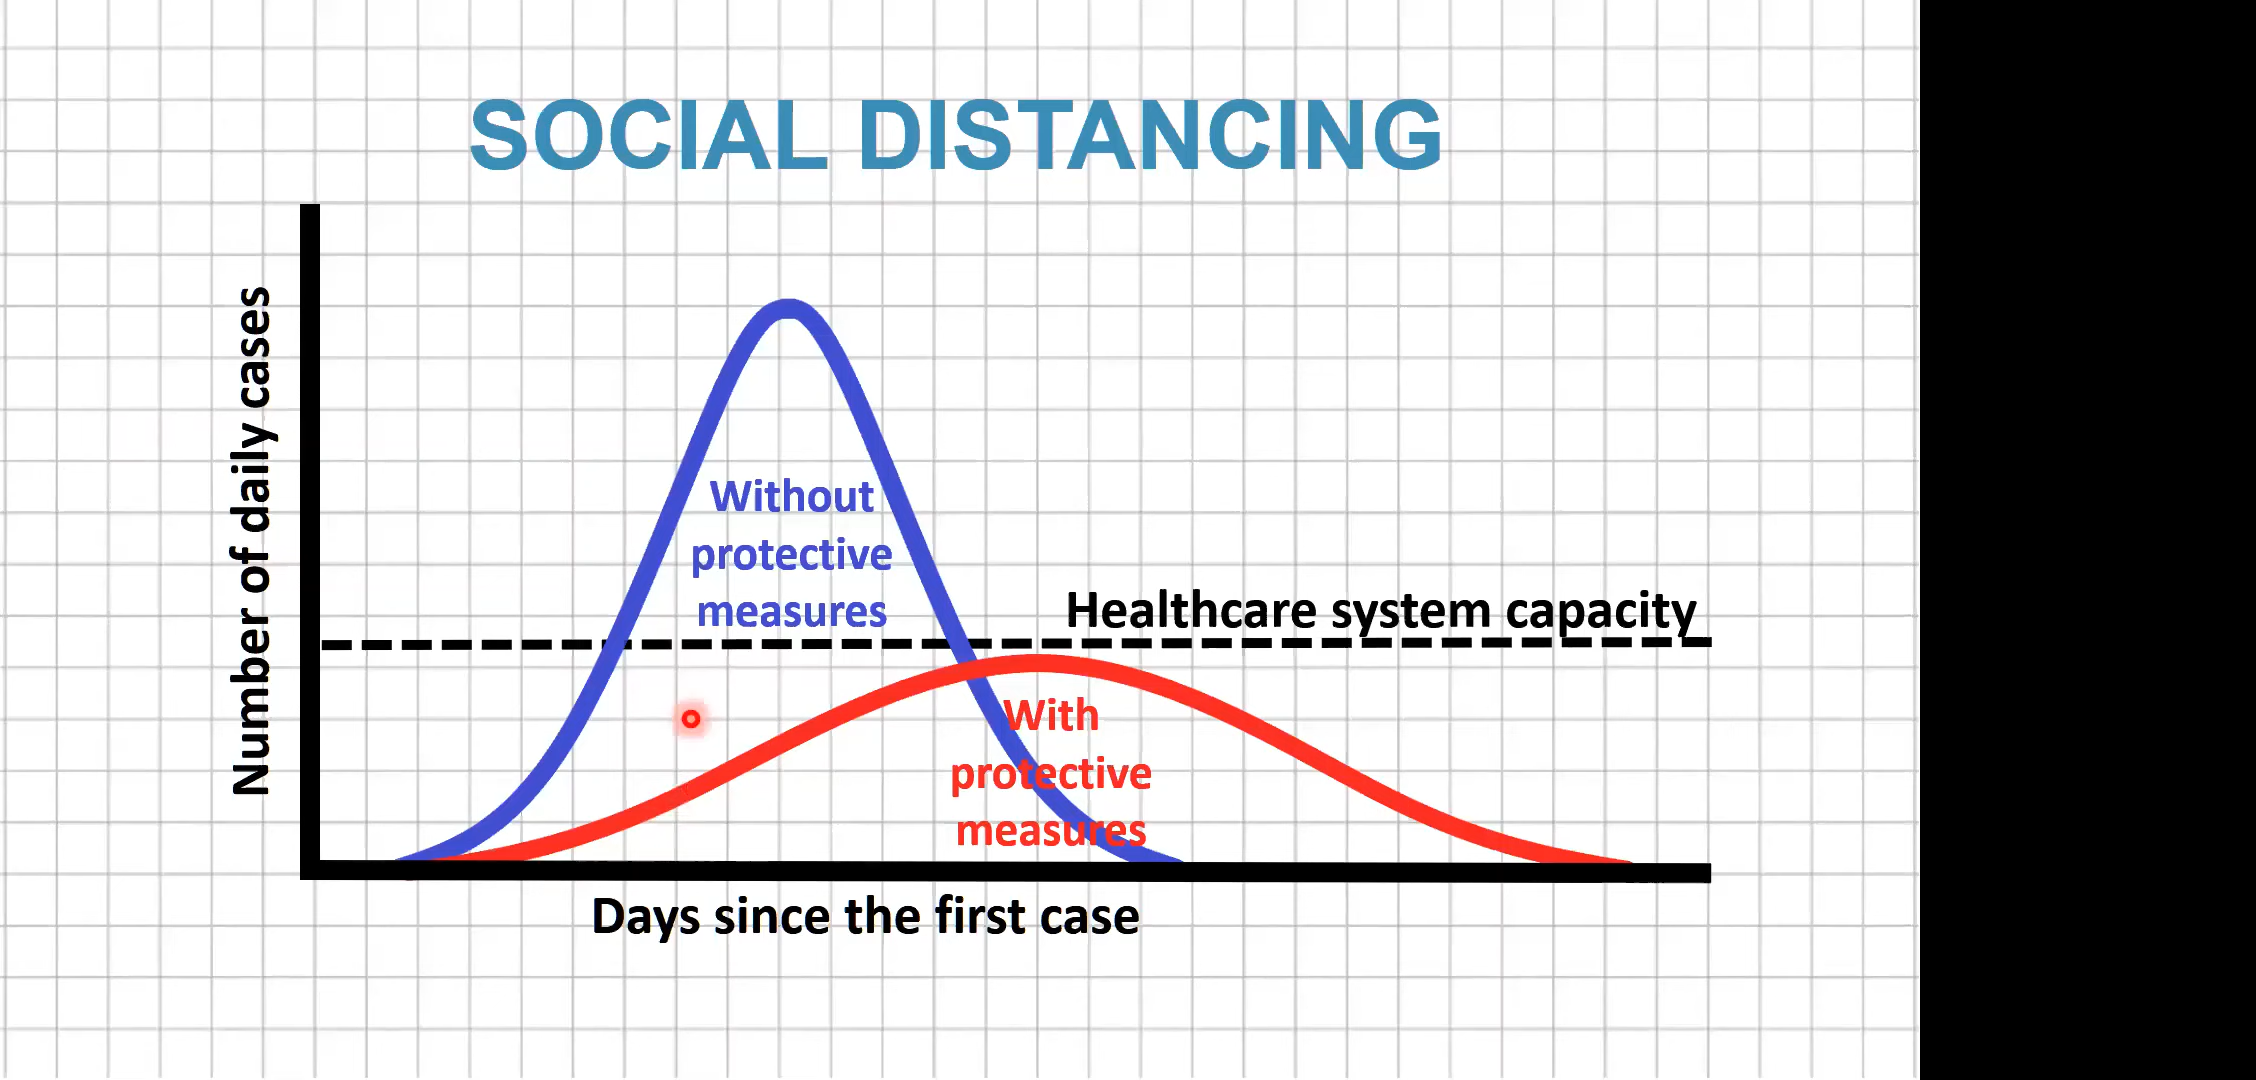 SOCIAL DISTANCING
Number of daily cases
Without
protective
measures
Healthcare system capacity
With
protective
measures
Days since the first case